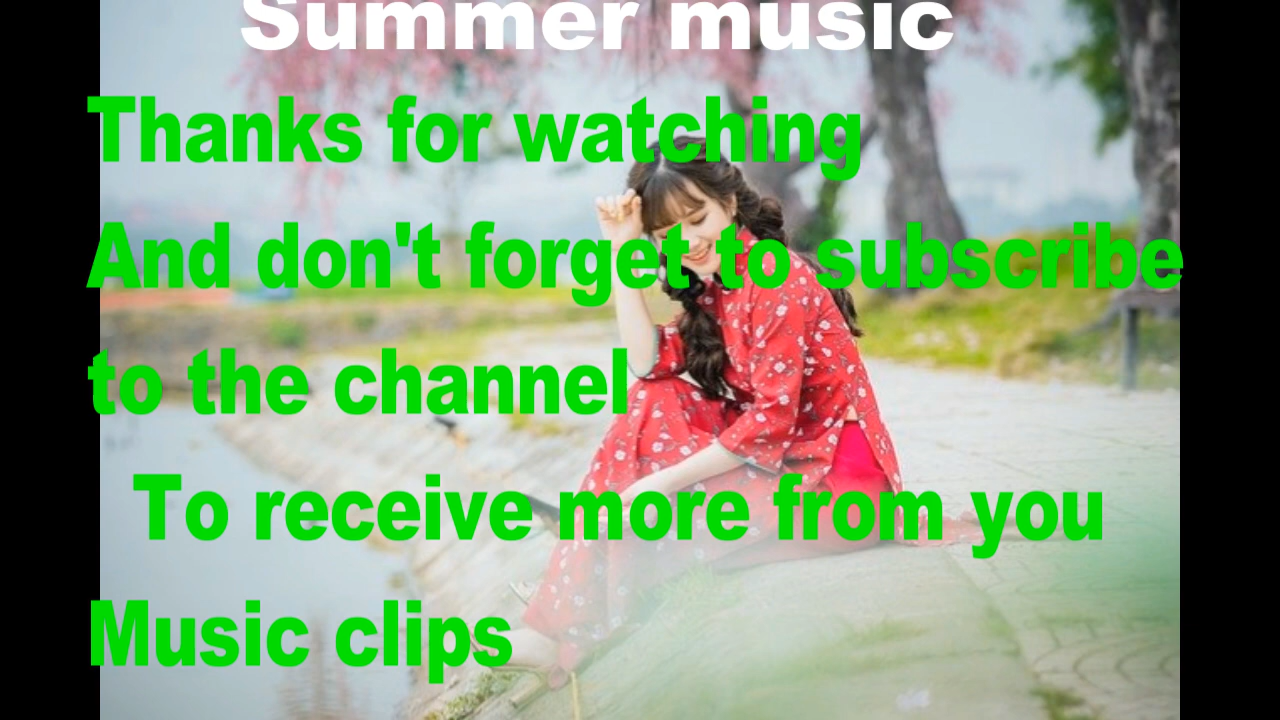 Summer music
Thanks for watching
And don't forget to subscribe
to the channel
To receive more from you
Music clips